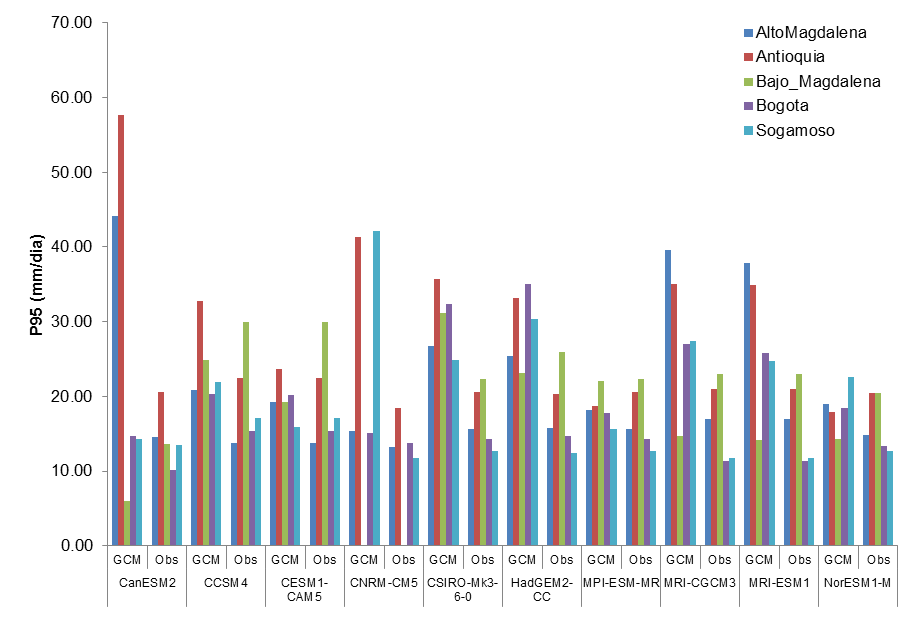 70.00
60.00
50.00
40.00
30.00
20.00
10.00
0.00
P95 (mm/dia)
AltoMagdalena
Antioquia
Bajo_Magdalena
Bogota
Sogamoso
GCM Obs GCM Obs GCM Obs GCM Obs GCM Obs GCM Obs GCM Obs GCM Obs GCM Obs GCM Obs
CanESM2 CCSM4 CESM1- CNRM-CM5 CSIRO-Mk3- HadGEM2- MPI-ESM-MR MRI-CGCM3 MRI-ESM1 NorESM1-M
CAM5 6-0 CC